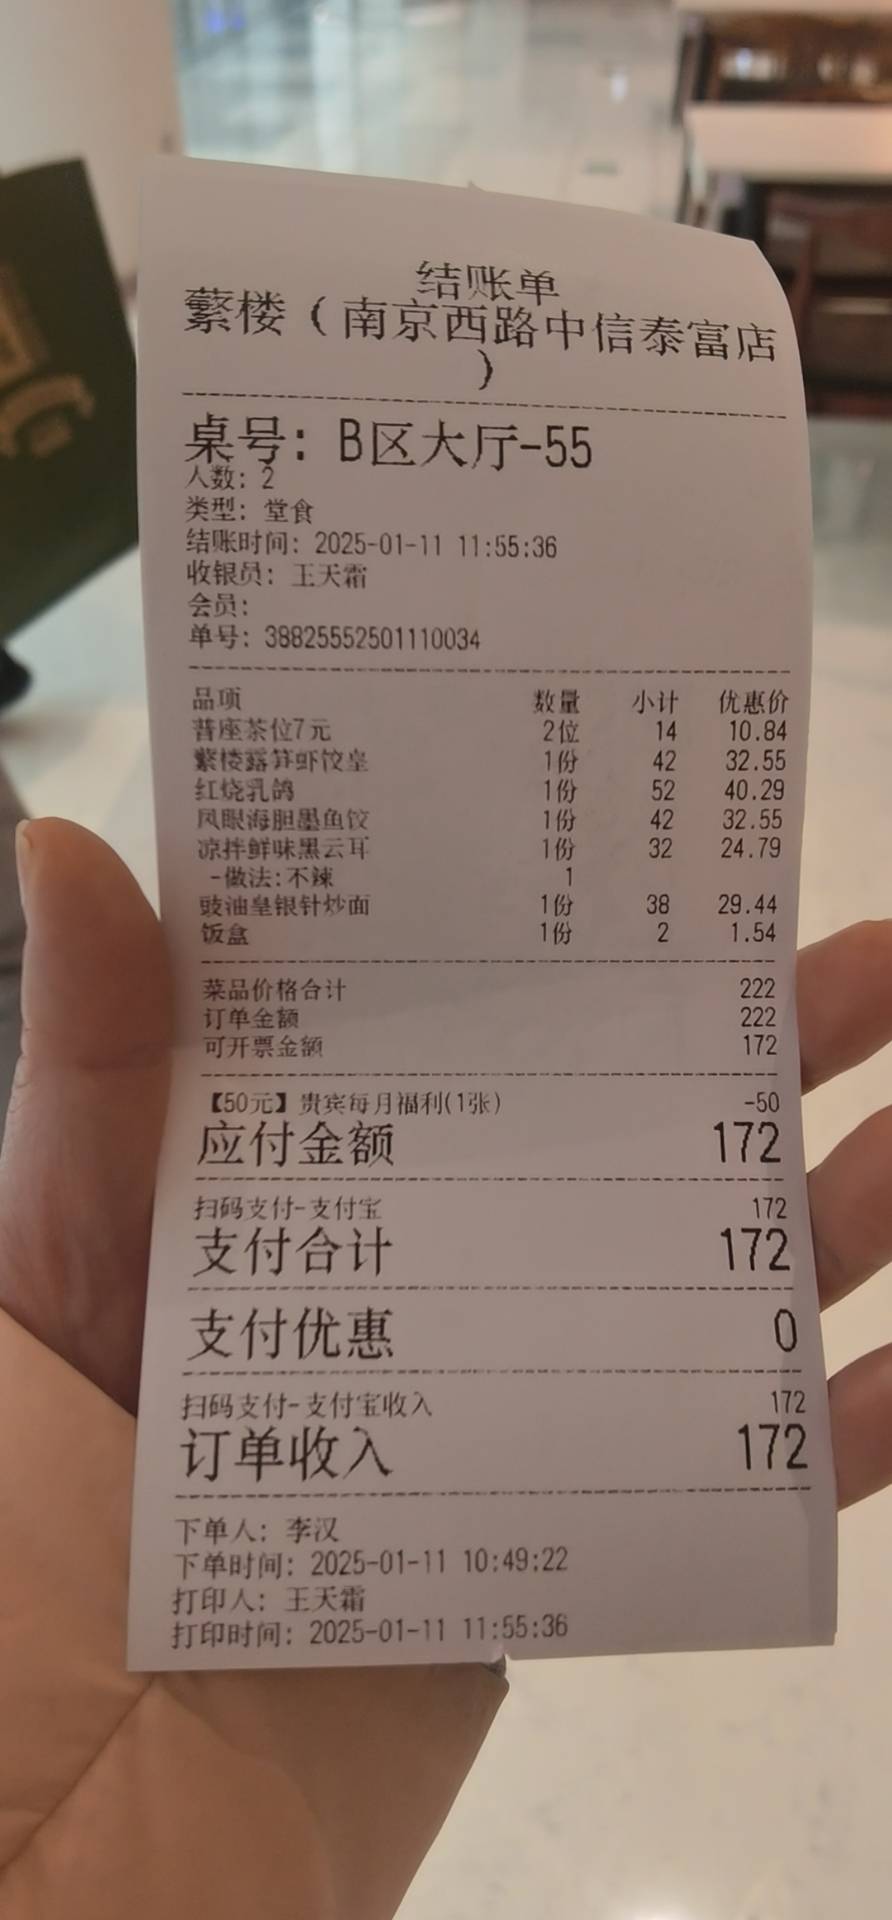 结账单
蘩楼（南京西路中信泰富店
）
桌号: B区大厅-55
人数: 2
类型: 堂食
结账时间: 2025-01-11 11:55:36
收银员: 王天霜
会员:
单号: 38825552501110034
品项 数量 小计 优惠价
普座茶位7元 2位 14 10.84
蘩楼露笋虾饺皇 1份 42 32.55
红烧乳鸽 1份 52 40.29
凤眼海胆墨鱼饺 1份 42 32.55
凉拌鲜味黑云耳 1份 32 24.79
-做法:不辣 1
豉油皇银针炒面 1份 38 29.44
饭盒 1份 2 1.54
菜品价格合计 222
订单金额 222
可开票金额 172
【50元】贵宾每月福利(1张) -50
应付金额 172
扫码支付-支付宝 172
支付合计 172
支付优惠 0
扫码支付-支付宝收入 172
订单收入 172
下单人: 李汉
下单时间: 2025-01-11 10:49:22
打印人: 王天霜
打印时间: 2025-01-11 11:55:36